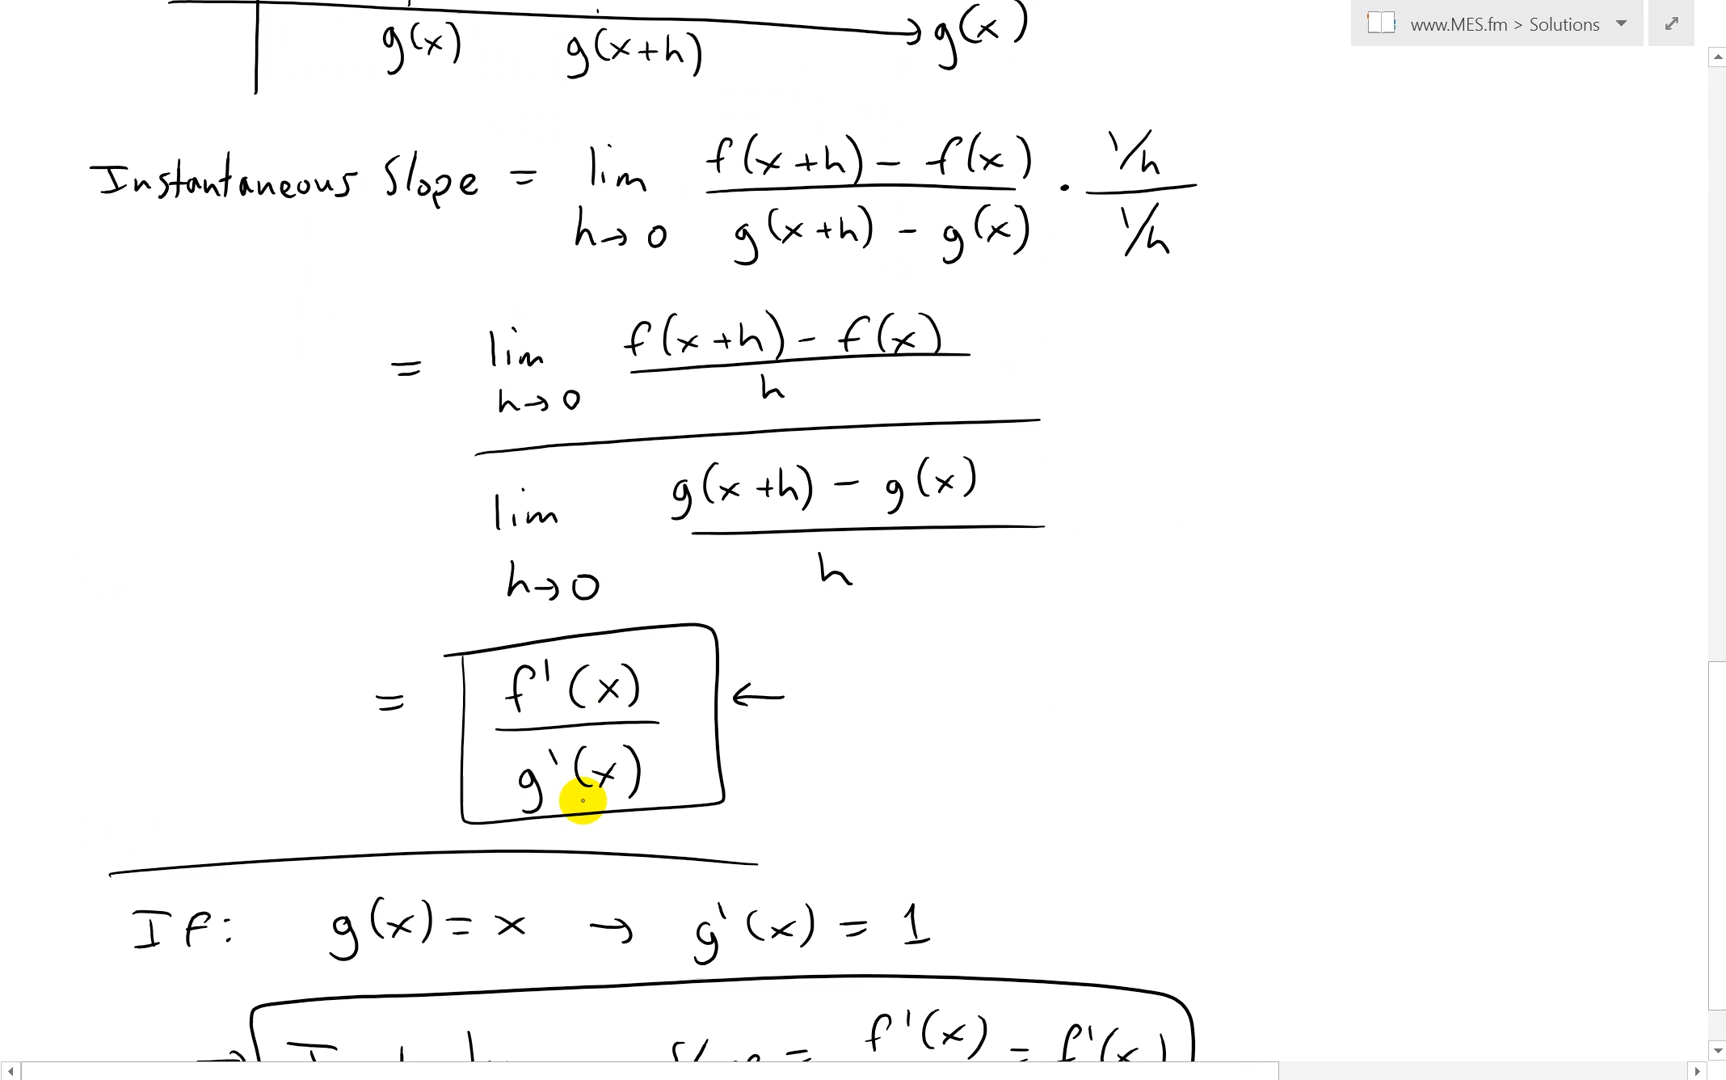 www.MES.fm > Solutions
g(x) g(x+h) → g(x)
Instantaneous Slope = lim h→0 f(x+h) - f(x) / g(x+h) - g(x) · 1/h / 1/h
= lim h→0 f(x+h) - f(x) / h
lim h→0 g(x+h) - g(x) / h
= f'(x) / g'(x) ←
If: g(x) = x → g'(x) = 1
= f'(x) = f'(x)